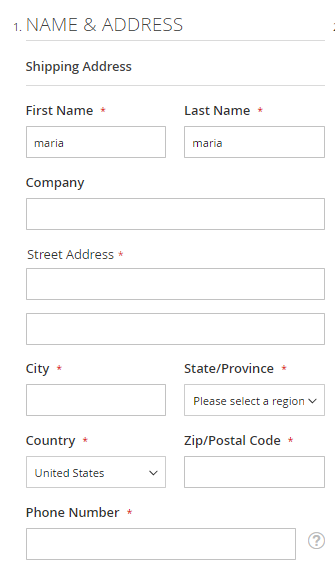 1. NAME & ADDRESS
Shipping Address
First Name * Last Name *
maria maria
Company
Street Address *
City * State/Province *
Please select a region
Country * Zip/Postal Code *
United States
Phone Number *
?